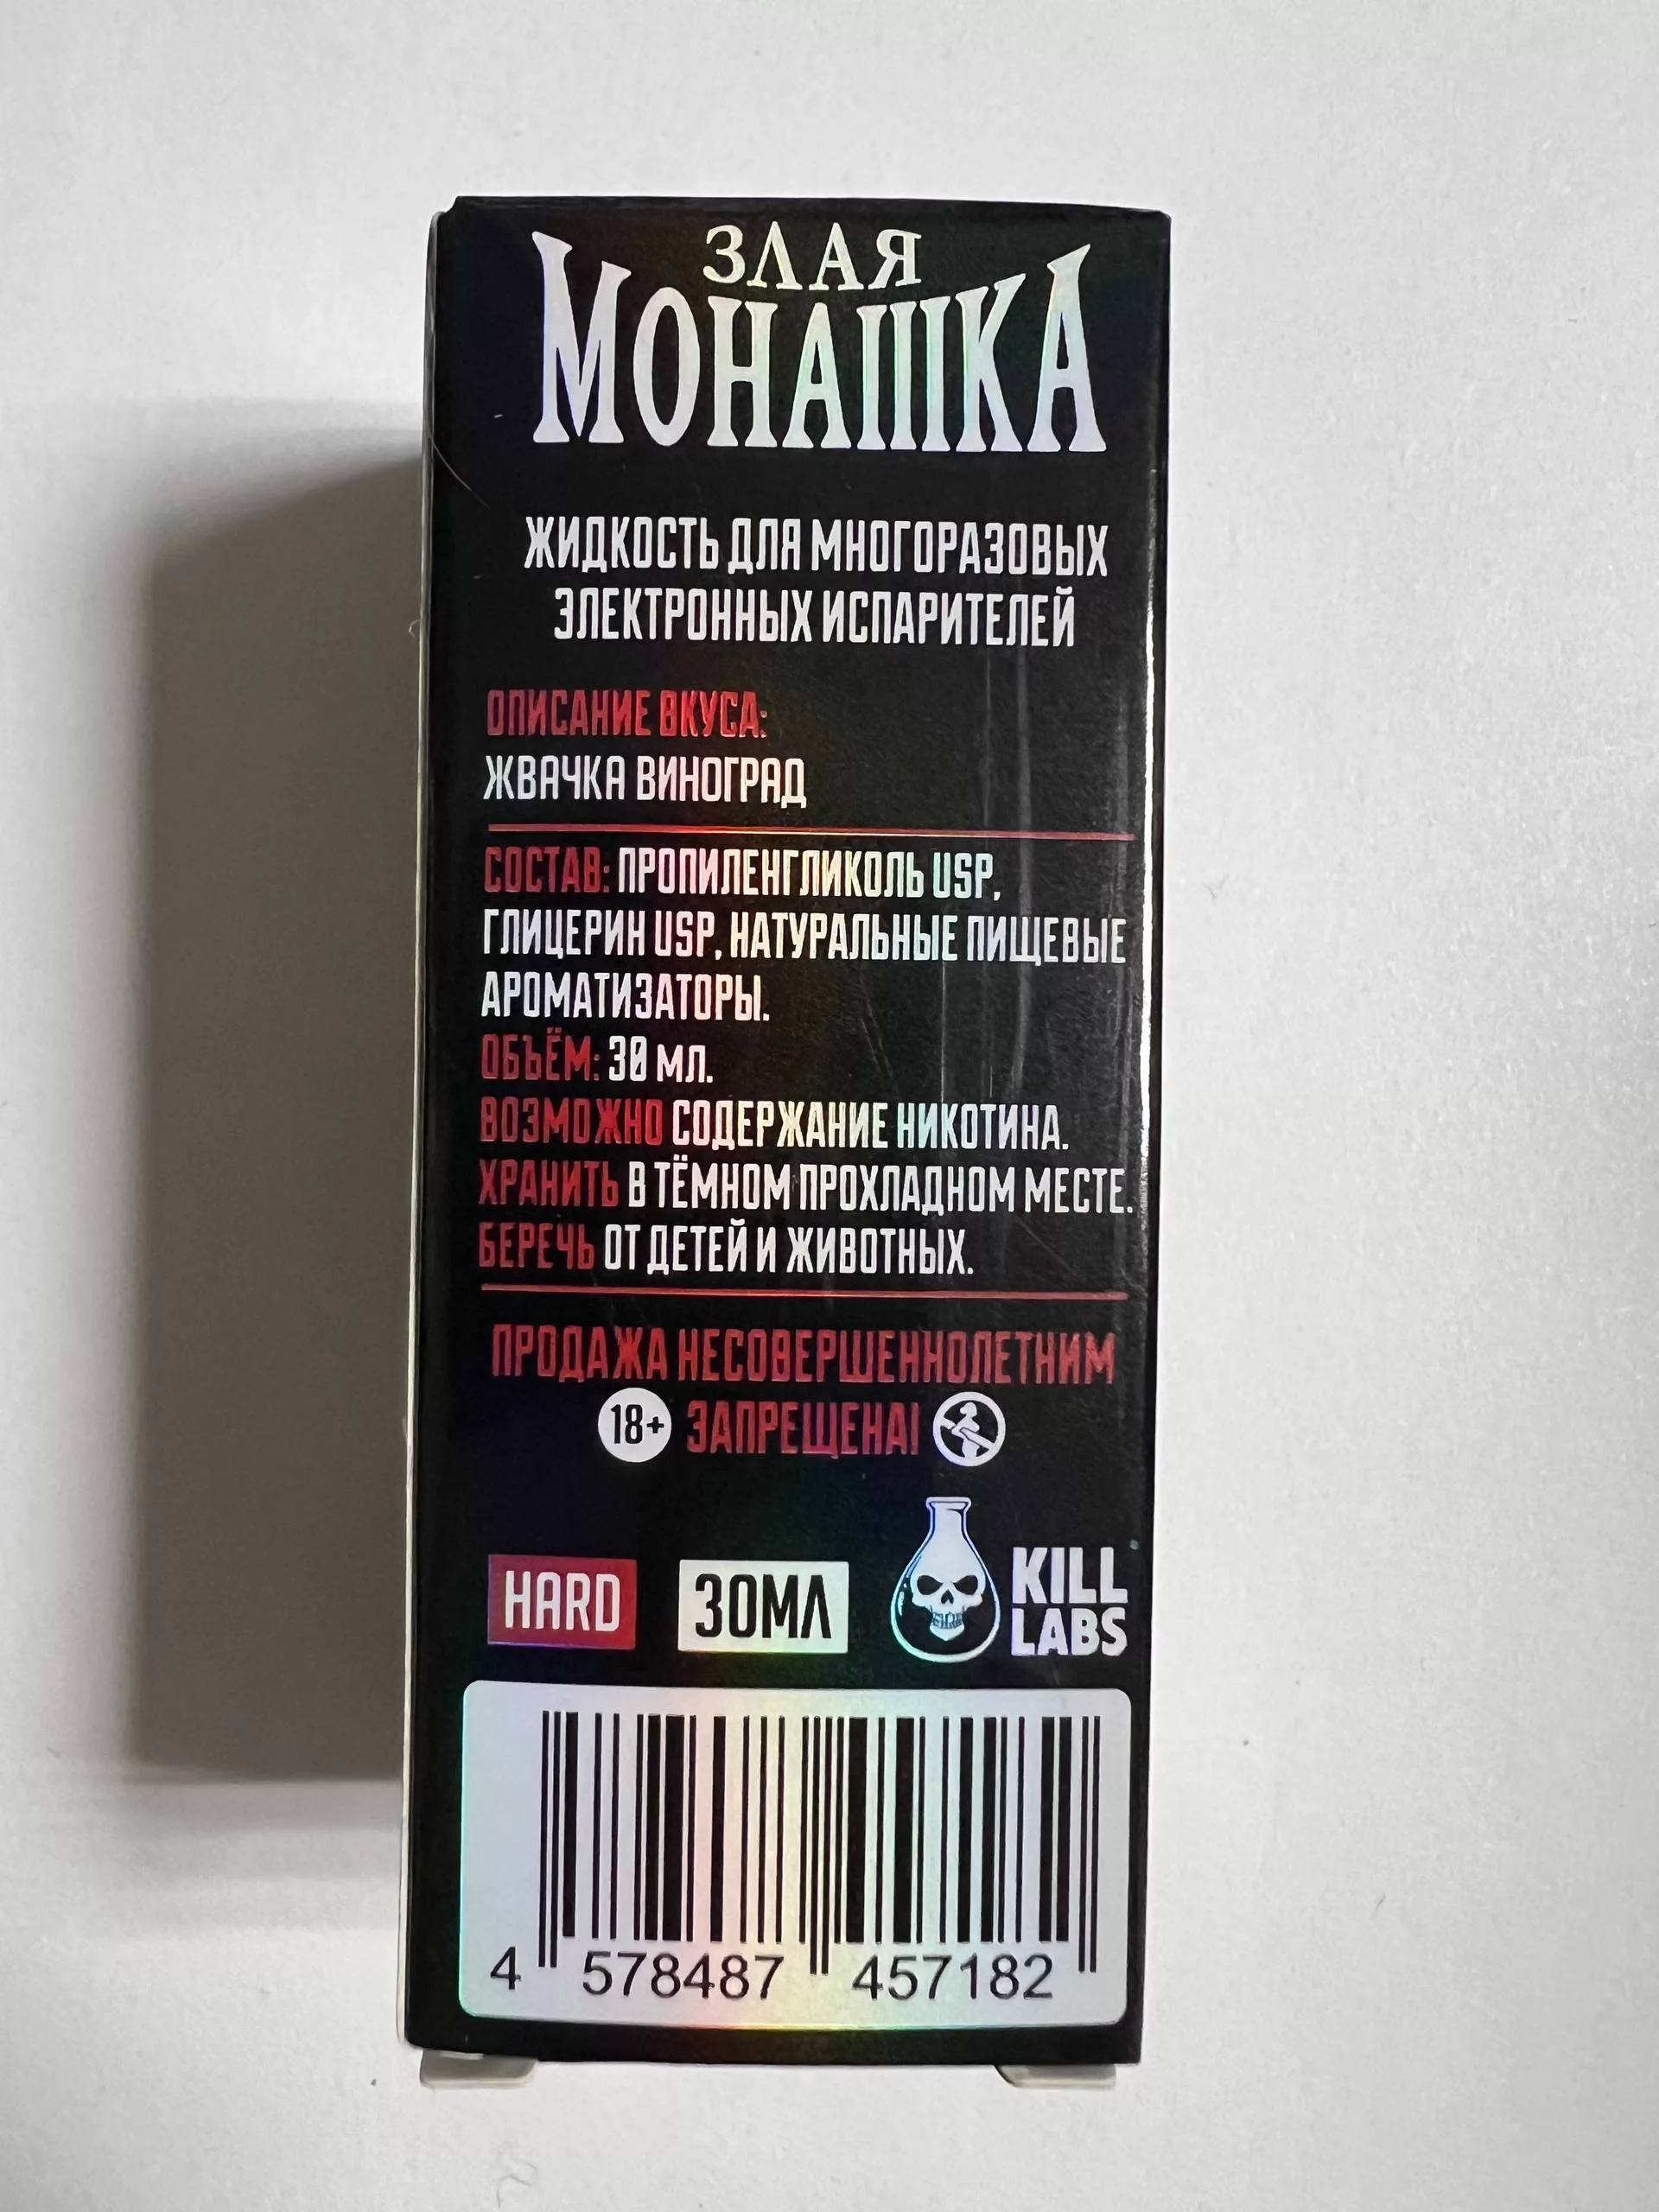 ЗЛАЯ
МОНАШКА
ЖИДКОСТЬ ДЛЯ МНОГОРАЗОВЫХ
ЭЛЕКТРОННЫХ ИСПАРИТЕЛЕЙ
ОПИСАНИЕ ВКУСА:
ЖВАЧКА ВИНОГРАД
СОСТАВ: ПРОПИЛЕНГЛИКОЛЬ USP,
ГЛИЦЕРИН USP, НАТУРАЛЬНЫЕ ПИЩЕВЫЕ
АРОМАТИЗАТОРЫ.
ОБЪЁМ: 30 МЛ.
ВОЗМОЖНО СОДЕРЖАНИЕ НИКОТИНА.
ХРАНИТЬ В ТЁМНОМ ПРОХЛАДНОМ МЕСТЕ.
БЕРЕЧЬ ОТ ДЕТЕЙ И ЖИВОТНЫХ.
ПРОДАЖА НЕСОВЕРШЕННОЛЕТНИМ
18+ ЗАПРЕЩЕНА!
HARD 30МЛ KILL
LABS
4 578487 457182